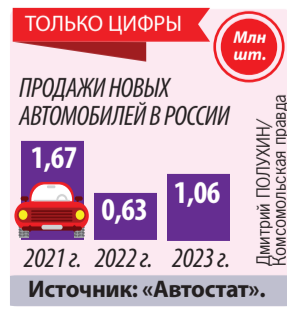 ТОЛЬКО ЦИФРЫ
Млн
шт.
ПРОДАЖИ НОВЫХ
АВТОМОБИЛЕЙ В РОССИИ
1,67
0,63
1,06
2021 г. 2022 г. 2023 г.
Источник: «Автостат».
Дмитрий ПОЛУХИН/
Комсомольская правда